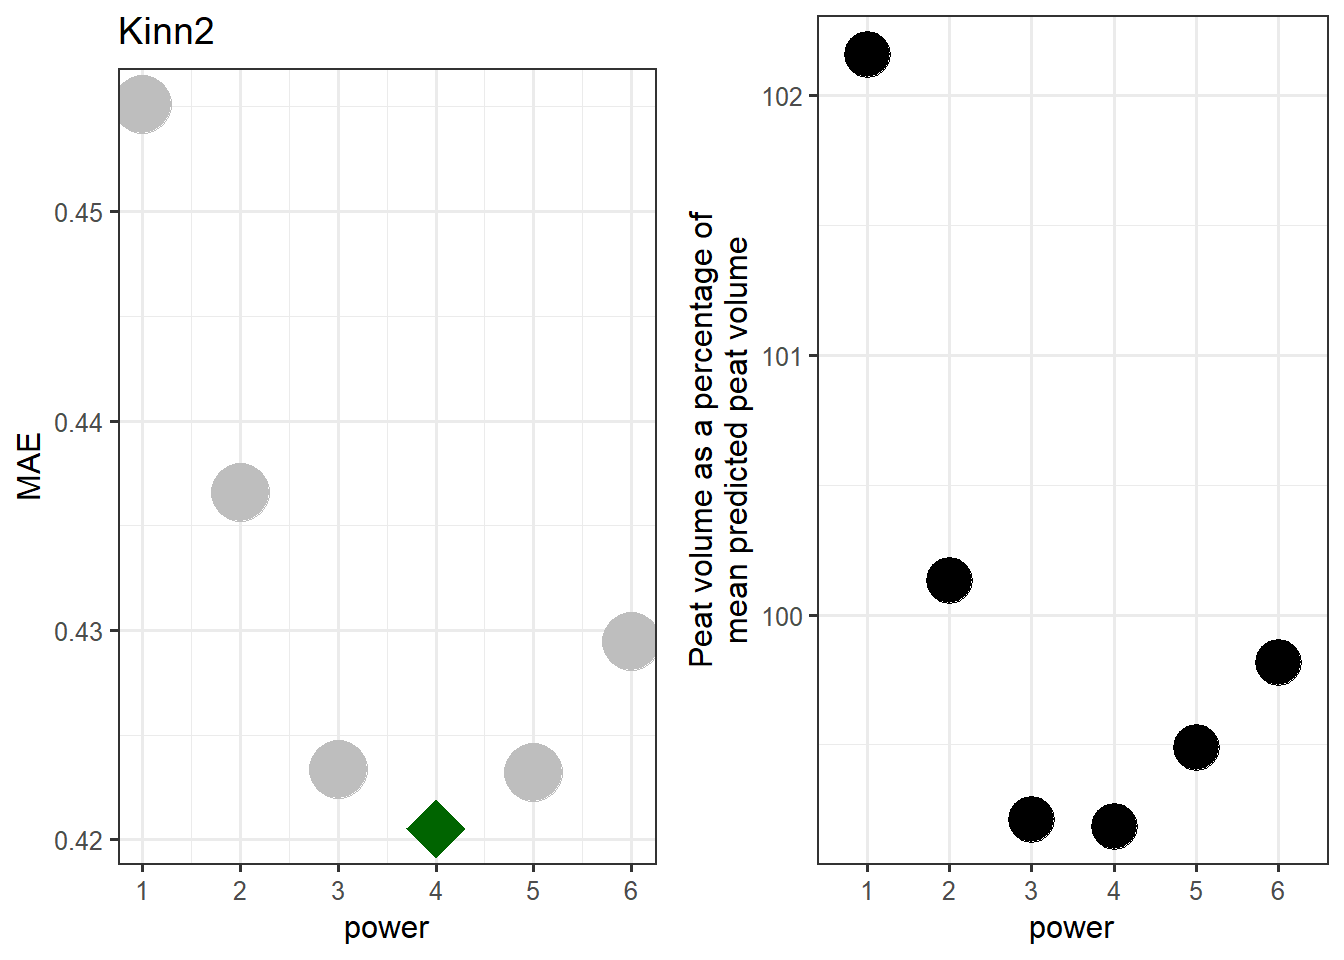 Kinn2
MAE
0.45
0.44
0.43
0.42
1 2 3 4 5 6
power
Peat volume as a percentage of
mean predicted peat volume
102
101
100
1 2 3 4 5 6
power